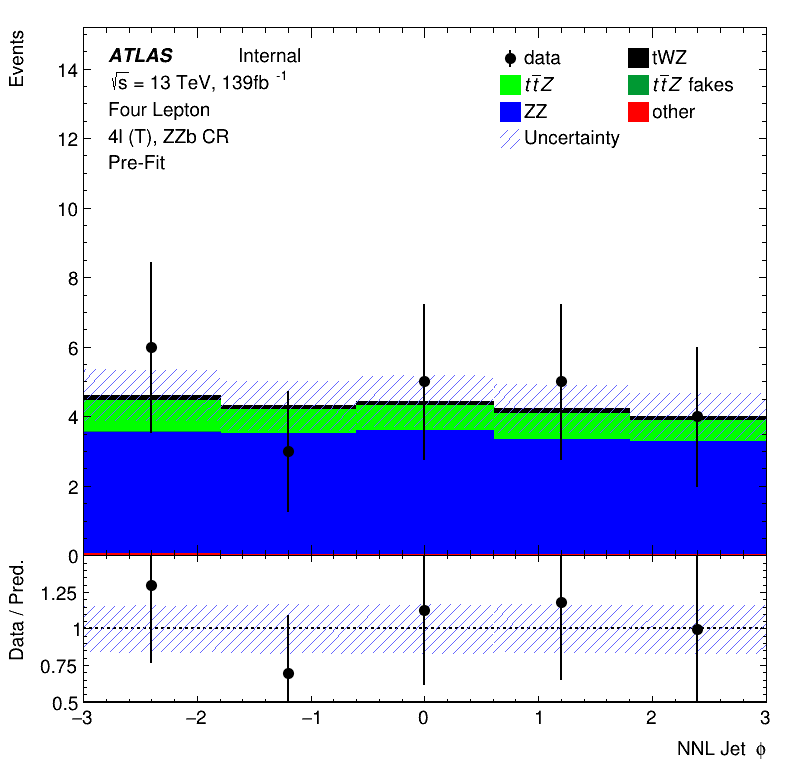 Events
14
12
10
8
6
4
2
0
ATLAS Internal
√s = 13 TeV, 139fb -1
Four Lepton
4l (T), ZZb CR
Pre-Fit
data
tt̄Z
ZZ
Uncertainty
tWZ
tt̄Z fakes
other
Data / Pred.
1.25
1
0.75
0.5
−3 −2 −1 0 1 2 3
NNL Jet ϕ